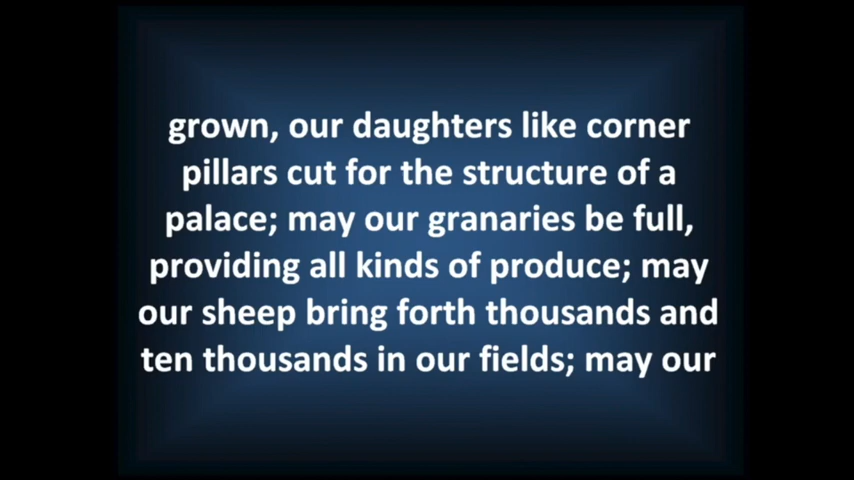 grown, our daughters like corner
pillars cut for the structure of a
palace; may our granaries be full,
providing all kinds of produce; may
our sheep bring forth thousands and
ten thousands in our fields; may our